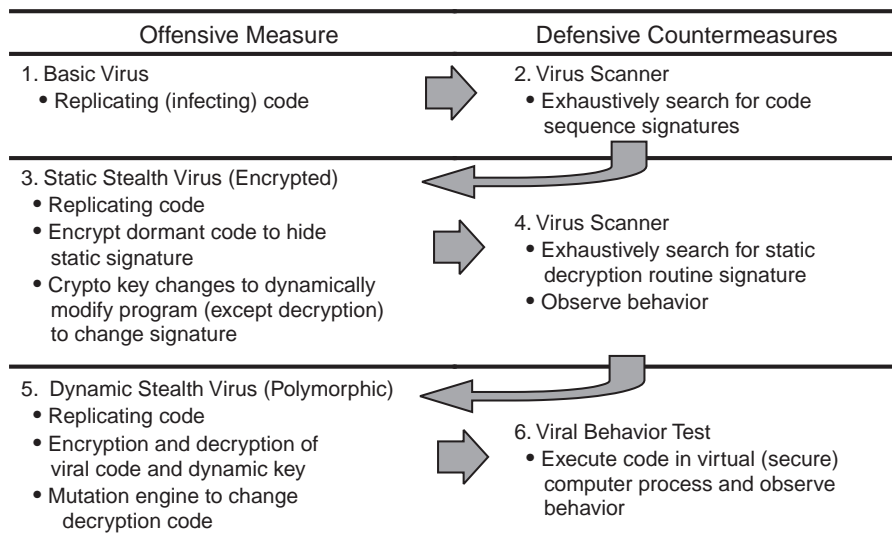 Offensive Measure
Defensive Countermeasures
1. Basic Virus
• Replicating (infecting) code
2. Virus Scanner
• Exhaustively search for code
sequence signatures
3. Static Stealth Virus (Encrypted)
• Replicating code
• Encrypt dormant code to hide
static signature
• Crypto key changes to dynamically
modify program (except decryption)
to change signature
4. Virus Scanner
• Exhaustively search for static
decryption routine signature
• Observe behavior
5. Dynamic Stealth Virus (Polymorphic)
• Replicating code
• Encryption and decryption of
viral code and dynamic key
• Mutation engine to change
decryption code
6. Viral Behavior Test
• Execute code in virtual (secure)
computer process and observe
behavior